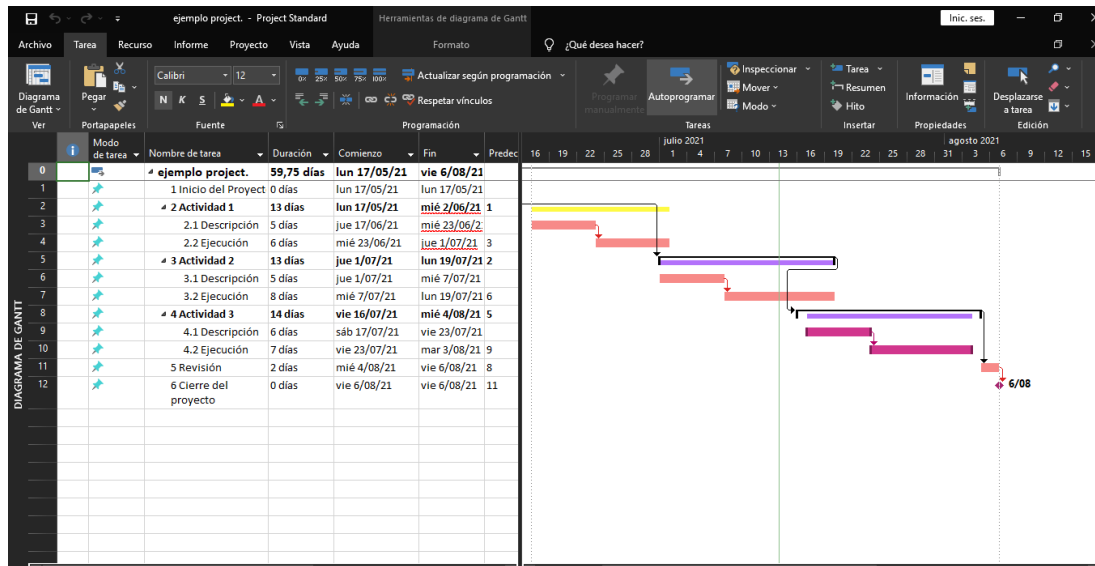 ejemplo project. - Project Standard
Herramientas de diagrama de Gantt
Inic. ses.
Archivo Tarea Recurso Informe Proyecto Vista Ayuda Formato ¿Qué desea hacer?
Diagrama de Gantt
Ver
Pegar
Portapapeles
Calibri 12
N K S A
Fuente
0× 25× 50× 75× 100×
Actualizar según programación
Respetar vínculos
Programación
Programar manualmente
Autoprogramar
Inspeccionar
Mover
Modo
Tareas
Tarea
Resumen
Hito
Insertar
Información
Propiedades
Desplazarse a tarea
Edición
Modo de tarea Nombre de tarea Duración Comienzo Fin Predec
julio 2021 agosto 2021
16 19 22 25 28 1 4 7 10 13 16 19 22 25 28 31 3 6 9 12 15
0 ejemplo project. 59,75 días lun 17/05/21 vie 6/08/21
1 1 Inicio del Proyect 0 días lun 17/05/21 lun 17/05/21
2 2 Actividad 1 13 días lun 17/05/21 mié 2/06/21 1
3 2.1 Descripción 5 días jue 17/06/21 mié 23/06/2
4 2.2 Ejecución 6 días mié 23/06/21 jue 1/07/21 3
5 3 Actividad 2 13 días jue 1/07/21 lun 19/07/21 2
6 3.1 Descripción 5 días jue 1/07/21 mié 7/07/21
7 3.2 Ejecución 8 días mié 7/07/21 lun 19/07/21 6
8 4 Actividad 3 14 días vie 16/07/21 mié 4/08/21 5
9 4.1 Descripción 6 días sáb 17/07/21 vie 23/07/21
10 4.2 Ejecución 7 días vie 23/07/21 mar 3/08/21 9
11 5 Revisión 2 días mié 4/08/21 vie 6/08/21 8
12 6 Cierre del proyecto 0 días vie 6/08/21 vie 6/08/21 11
6/08
DIAGRAMA DE GANTT